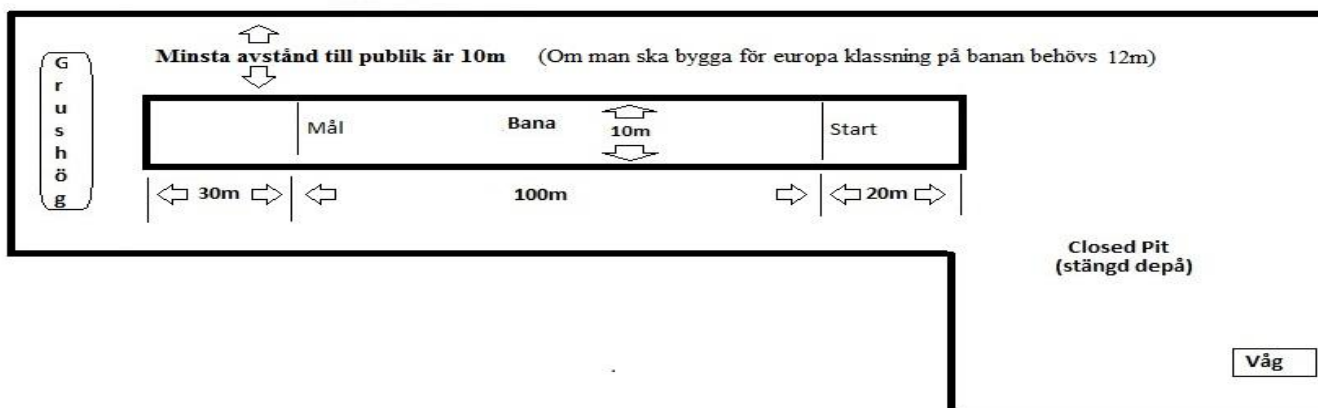 Minsta avstånd till publik är 10m (Om man ska bygga för europa klassning på banan behövs 12m)
Grushög
Mål
Bana
10m
Start
30m
100m
20m
Closed Pit
(stängd depå)
Våg